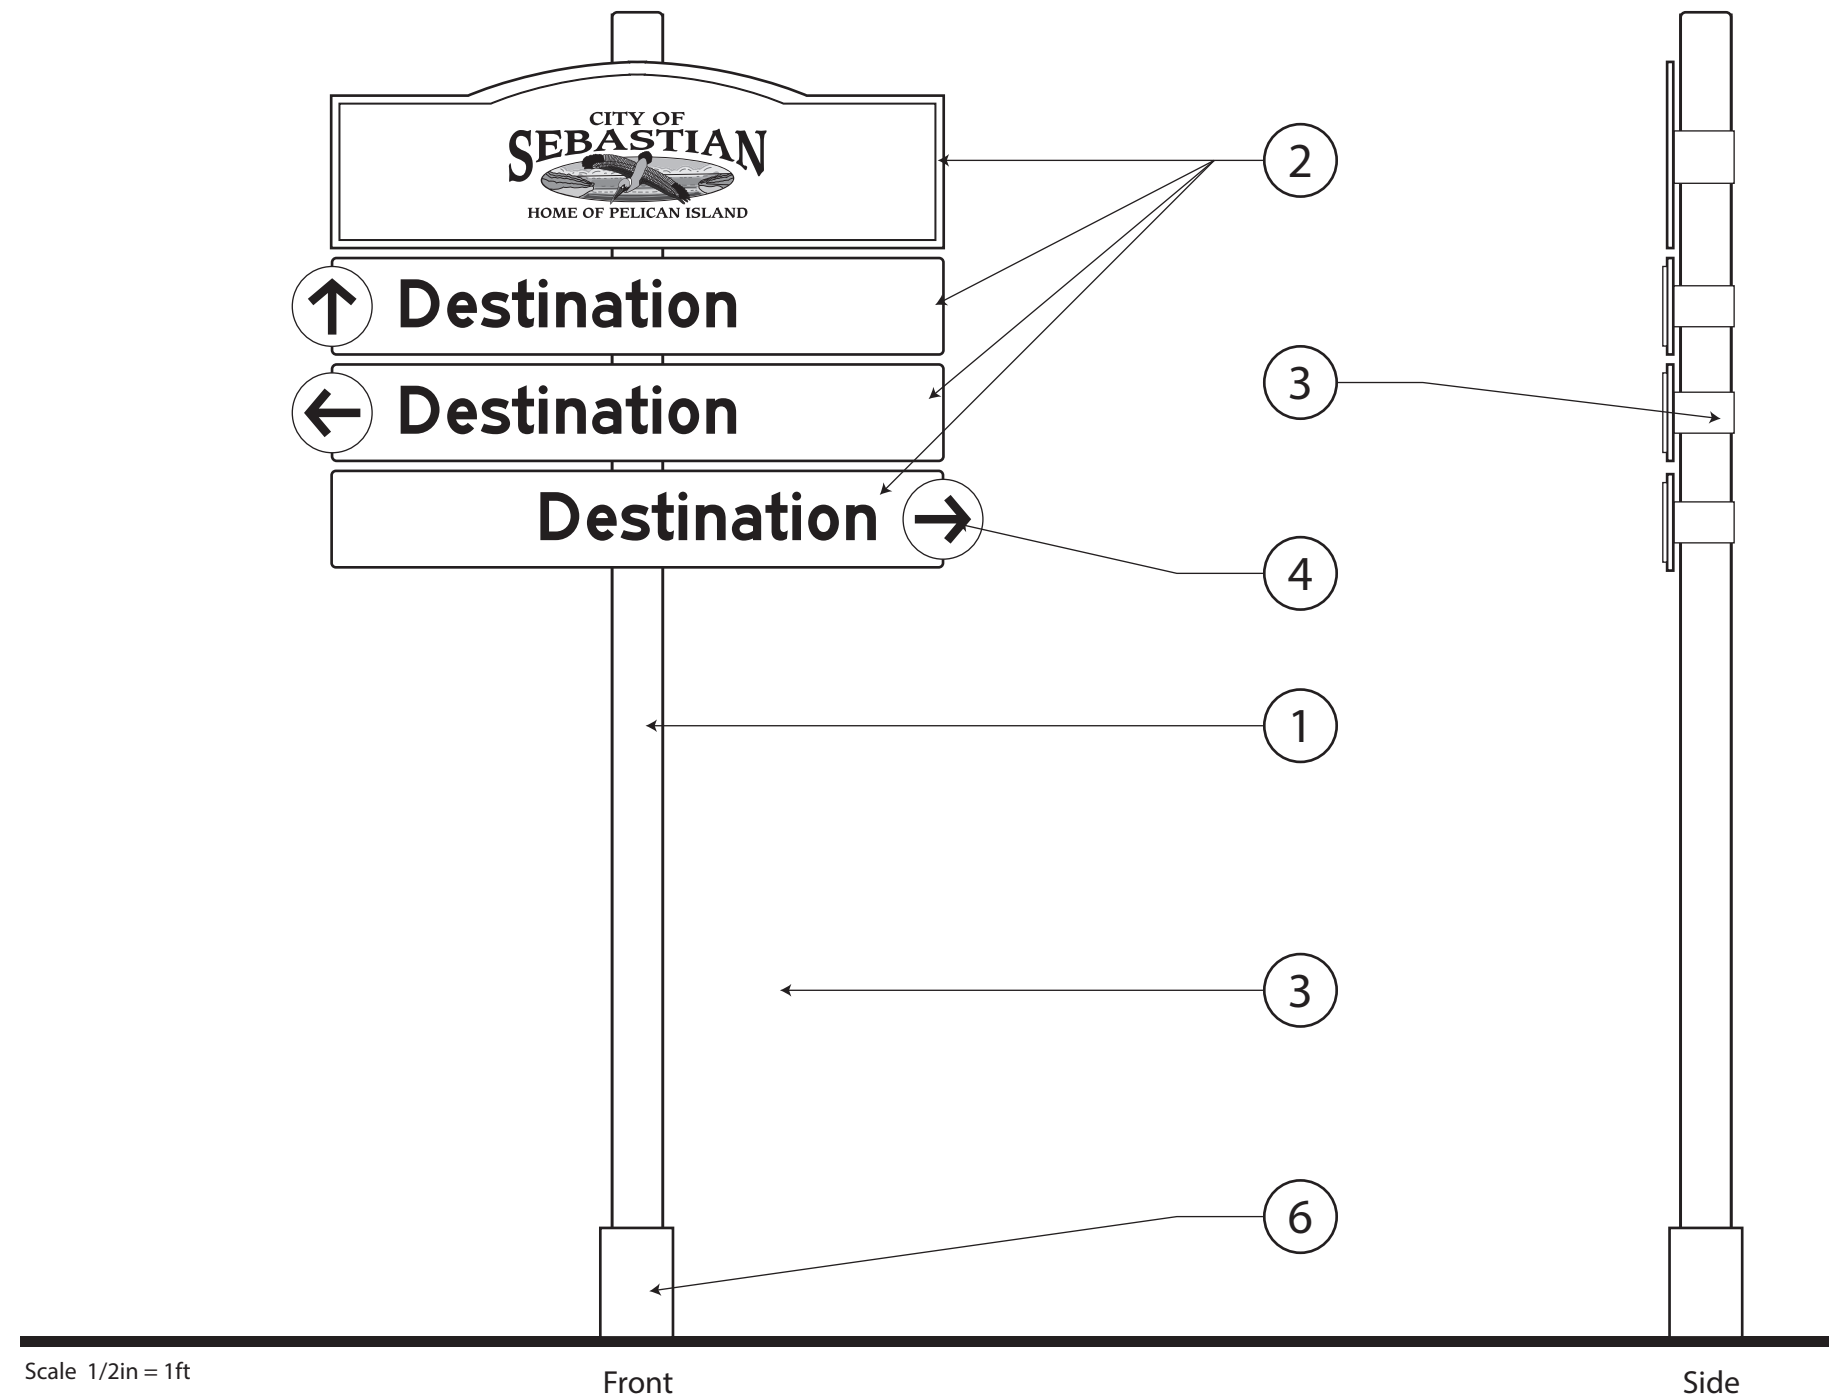 CITY OF
SEBASTIAN
HOME OF PELICAN ISLAND
2
Destination
3
Destination
Destination
4
1
3
6
Scale 1/2in = 1ft
Front
Side